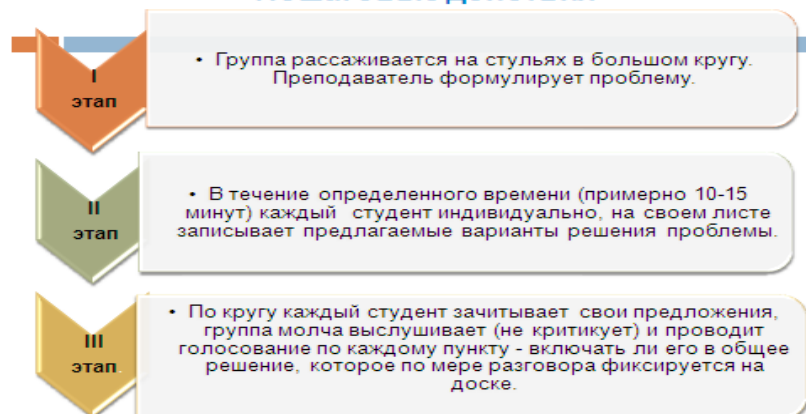 I
этап
• Группа рассаживается на стульях в большом кругу.
Преподаватель формулирует проблему.
II
этап
• В течение определенного времени (примерно 10-15
минут) каждый студент индивидуально, на своем листе
записывает предлагаемые варианты решения проблемы.
III
этап.
• По кругу каждый студент зачитывает свои предложения,
группа молча выслушивает (не критикует) и проводит
голосование по каждому пункту - включать ли его в общее
решение, которое по мере разговора фиксируется на
доске.